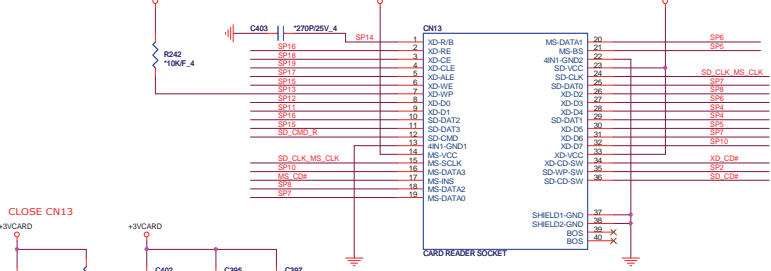 C403
*270P/25V_4
CN13
R242
*10K/F_4
SP14 1 XD-R/B
SP16 2 XD-RE
SP18 3 XD-CE
SP19 4 XD-CLE
SP17 5 XD-ALE
SP15 6 XD-WE
SP13 7 XD-WP
SP12 8 XD-D0
SP11 9 XD-D1
SP16 10 SD-DAT2
SP15 11 SD-DAT3
SD_CMD_R 12 SD-CMD
13 4IN1-GND1
14 MS-VCC
SD_CLK_MS_CLK 15 MS-SCLK
SP10 16 MS-DATA3
MS_CD# 17 MS-INS
SP8 18 MS-DATA2
SP7 19 MS-DATA0
MS-DATA1 20 SP6
MS-BS 21 SP5
4IN1-GND2 22
SD-VCC 23
SD-CLK 24 SD_CLK_MS_CLK
SD-DAT0 25 SP7
XD-D2 26 SP8
XD-D3 27 SP6
XD-D4 28 SP4
SD-DAT1 29 SP4
XD-D5 30 SP5
XD-D6 31 SP7
XD-D7 32 SP10
XD-VCC 33
XD-CD-SW 34 XD_CD#
SD-WP-SW 35 SP2
SD-CD-SW 36 SD_CD#
SHIELD1-GND 37
SHIELD2-GND 38
BOS 39
BOS 40
CARD READER SOCKET
CLOSE CN13
+3VCARD
+3VCARD
C402
C395
C397